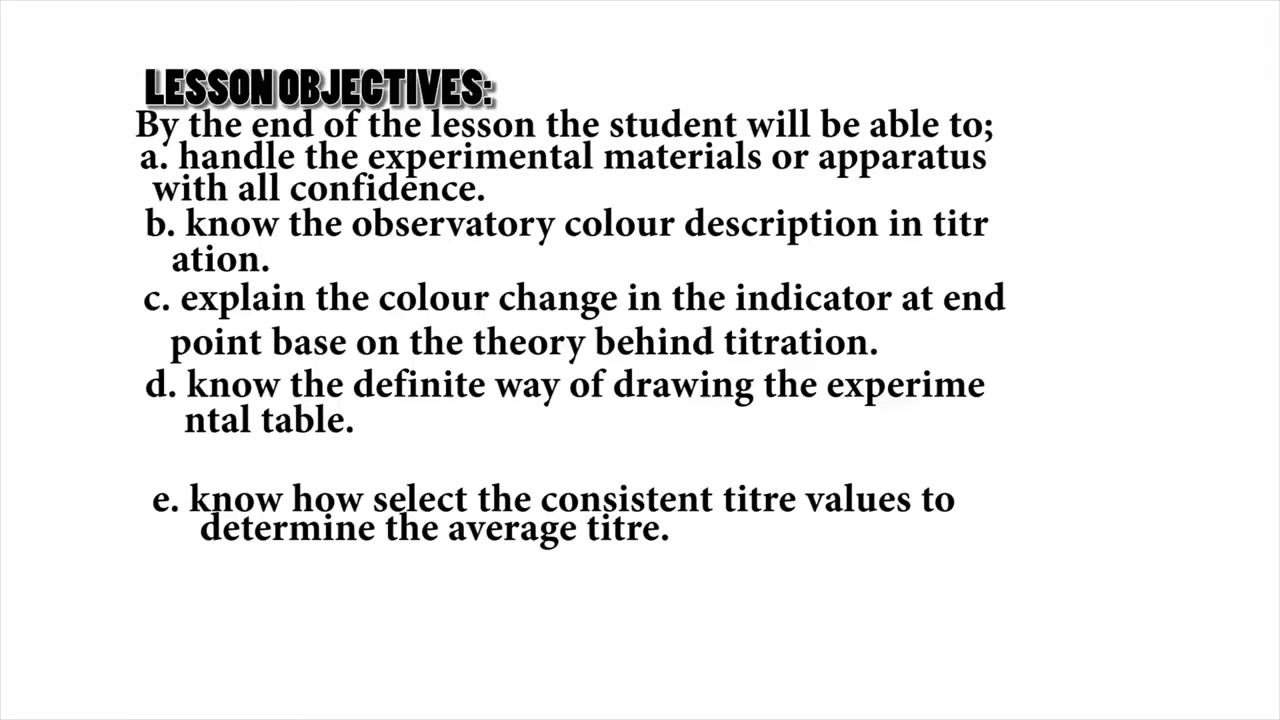 LESSON OBJECTIVES:
By the end of the lesson the student will be able to;
a. handle the experimental materials or apparatus
with all confidence.
b. know the observatory colour description in titr
ation.
c. explain the colour change in the indicator at end
point base on the theory behind titration.
d. know the definite way of drawing the experime
ntal table.
e. know how select the consistent titre values to
determine the average titre.